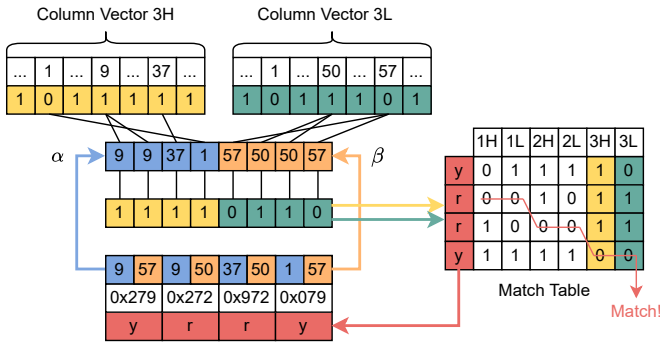 Column Vector 3H Column Vector 3L
... 1 ... 9 ... 37 ... ... 1 ... 50 ... 57 ...
1 0 1 1 1 1 1 1 0 1 1 1 0 1
α 9 9 37 1 57 50 50 57 β
1 1 1 1 0 1 1 0
9 57 9 50 37 50 1 57
0x279 0x272 0x972 0x079
y r r y
1H 1L 2H 2L 3H 3L
y 0 1 1 1 1 0
r 0 0 1 0 1 1
r 1 0 0 0 1 1
y 1 1 1 1 0 0
Match Table
Match!